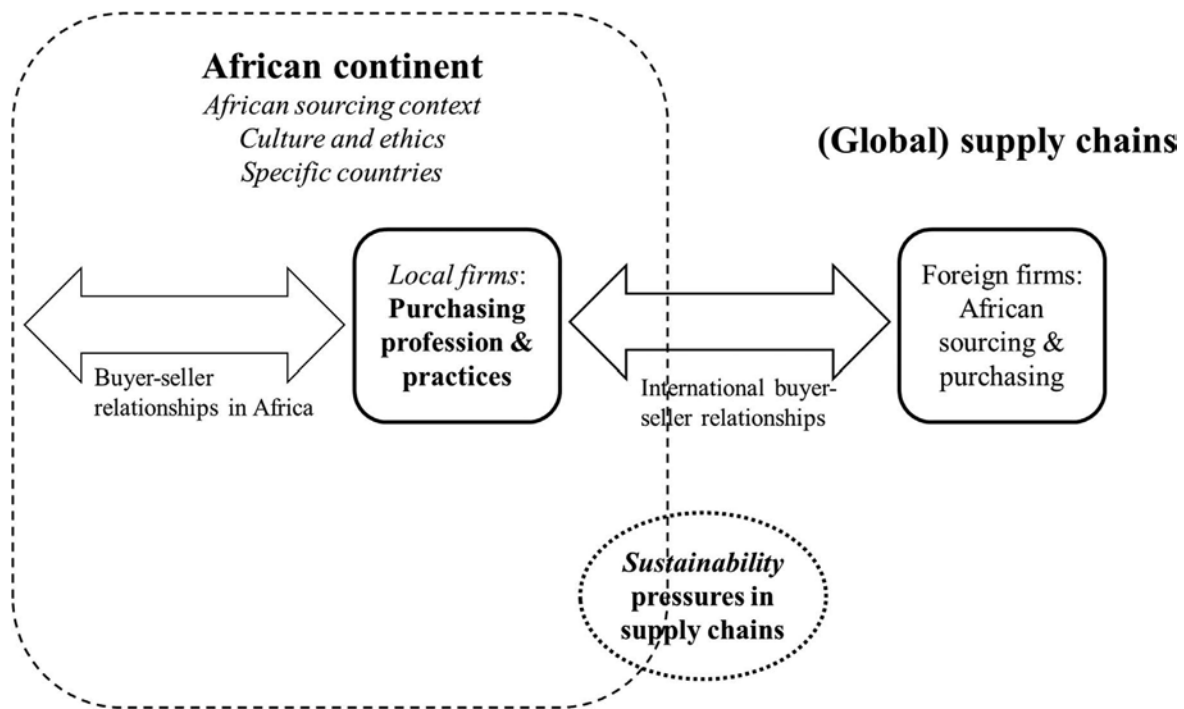 African continent
African sourcing context
Culture and ethics
Specific countries
(Global) supply chains
Local firms:
Purchasing
profession &
practices
Foreign firms:
African
sourcing &
purchasing
Buyer-seller
relationships in Africa
International buyer-
seller relationships
Sustainability
pressures in
supply chains